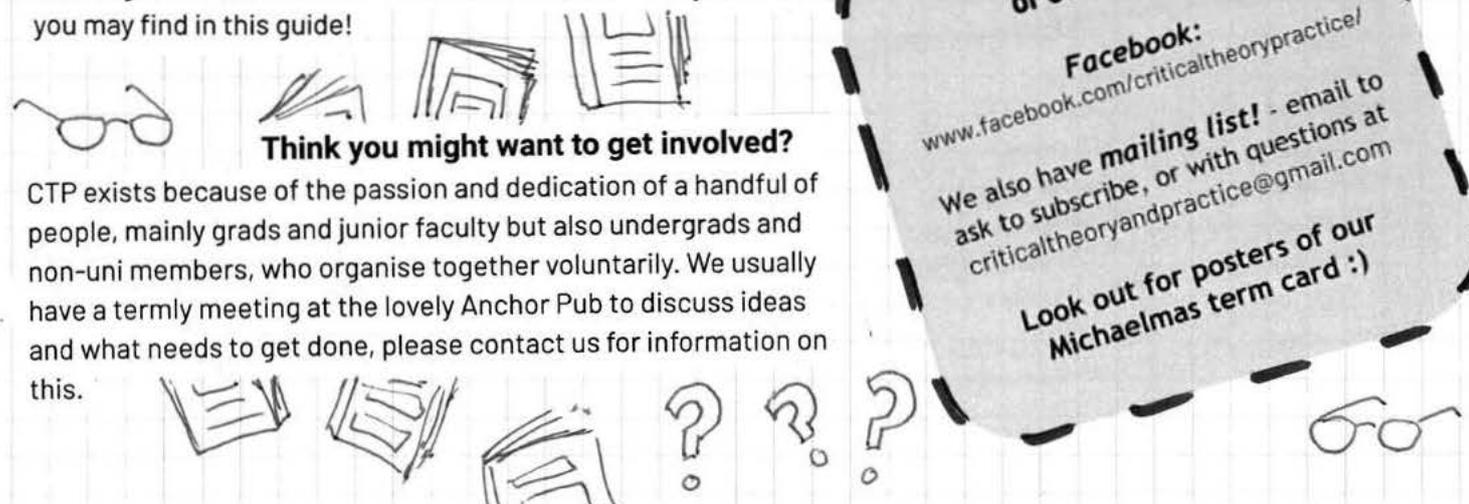 you may find in this guide!
Think you might want to get involved?
CTP exists because of the passion and dedication of a handful of
people, mainly grads and junior faculty but also undergrads and
non-uni members, who organise together voluntarily. We usually
have a termly meeting at the lovely Anchor Pub to discuss ideas
and what needs to get done, please contact us for information on
this.
Facebook:
www.facebook.com/criticaltheorypractice/
We also have mailing list! - email to
ask to subscribe, or with questions at
criticaltheoryandpractice@gmail.com
Look out for posters of our
Michaelmas term card :)